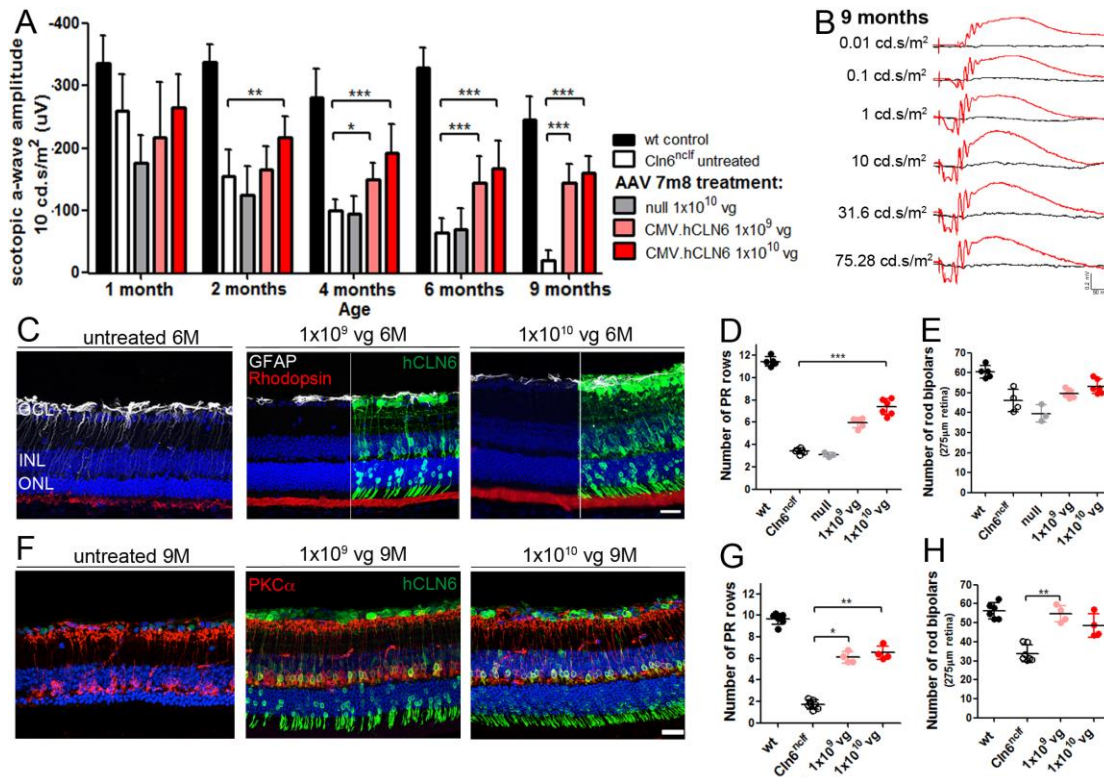 A
scotopic a-wave amplitude
10 cd.s/m² (uV)
-400
-300
-200
-100
-0
**
***
*
***
***
***
***
1 month
2 months
4 months
6 months
9 months
Age
wt control
Cln6ⁿᶜˡᶠ untreated
AAV 7m8 treatment:
null 1x10¹⁰ vg
CMV.hCLN6 1x10⁹ vg
CMV.hCLN6 1x10¹⁰ vg
B
9 months
0.01 cd.s/m²
0.1 cd.s/m²
1 cd.s/m²
10 cd.s/m²
31.6 cd.s/m²
75.28 cd.s/m²
0.2 mV
C
untreated 6M
1x10⁹ vg 6M
1x10¹⁰ vg 6M
GFAP
Rhodopsin
hCLN6
GCL
INL
ONL
D
Number of PR rows
12
10
8
6
4
2
0
***
wt
Cln6ⁿᶜˡᶠ
null
1x10⁹ vg
1x10¹⁰ vg
E
Number of rod bipolars
(275µm retina)
70
60
50
40
30
20
10
0
wt
Cln6ⁿᶜˡᶠ
null
1x10⁹ vg
1x10¹⁰ vg
F
untreated 9M
1x10⁹ vg 9M
1x10¹⁰ vg 9M
PKCα
hCLN6
G
Number of PR rows
12
10
8
6
4
2
0
**
*
wt
Cln6ⁿᶜˡᶠ
1x10⁹ vg
1x10¹⁰ vg
H
Number of rod bipolars
(275µm retina)
70
60
50
40
30
20
10
0
**
wt
Cln6ⁿᶜˡᶠ
1x10⁹ vg
1x10¹⁰ vg